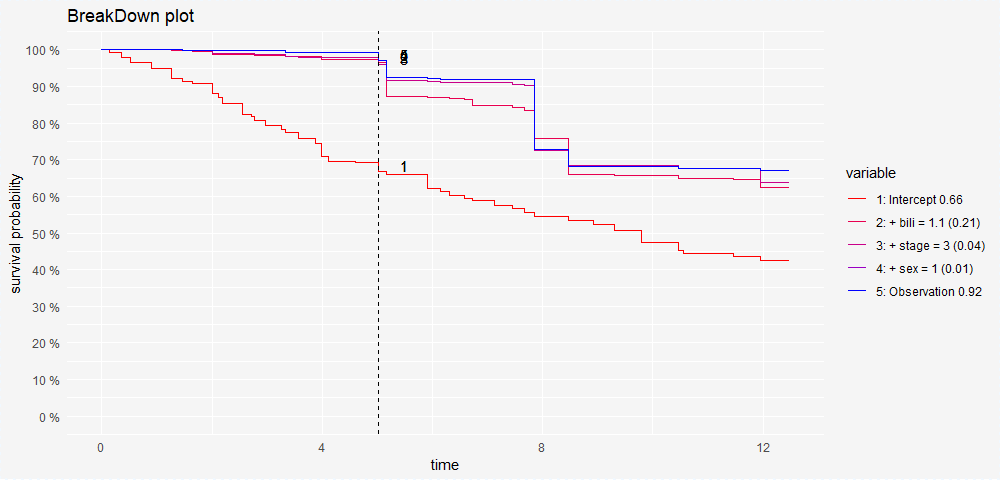 BreakDown plot
100 %
90 %
80 %
70 %
60 %
50 %
40 %
30 %
20 %
10 %
0 %
survival probability
1
0
4
8
12
time
variable
1: Intercept 0.66
2: + bili = 1.1 (0.21)
3: + stage = 3 (0.04)
4: + sex = 1 (0.01)
5: Observation 0.92